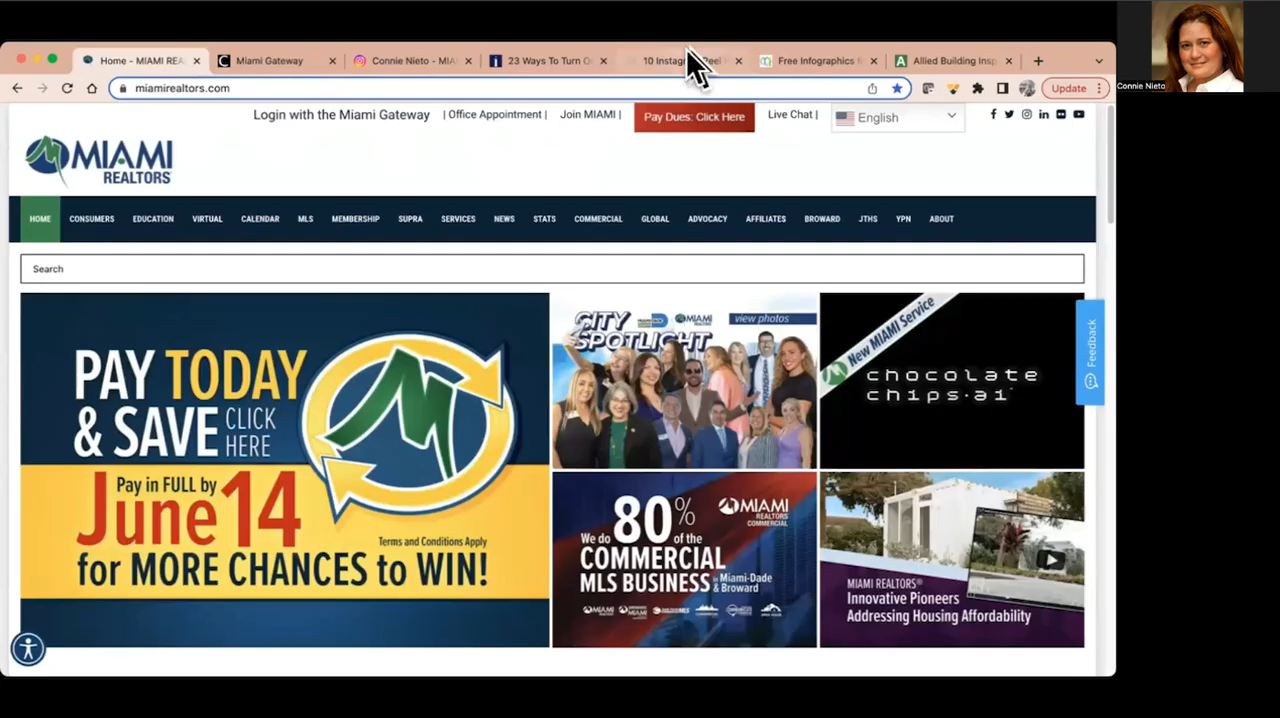 Home - MIAMI REA
Miami Gateway
Connie Nieto - MIA
23 Ways To Turn O
10 Instag Reel
Free Infographics f
Allied Building Insp
miamirealtors.com
Update
Connie Nieto
Login with the Miami Gateway
| Office Appointment |
Join MIAMI |
Pay Dues: Click Here
Live Chat |
English
MIAMI
REALTORS
HOME
CONSUMERS
EDUCATION
VIRTUAL
CALENDAR
MLS
MEMBERSHIP
SUPRA
SERVICES
NEWS
STATS
COMMERCIAL
GLOBAL
ADVOCACY
AFFILIATES
BROWARD
JTHS
YPN
ABOUT
Search
PAY TODAY
& SAVE CLICK
HERE
Pay in FULL by
June 14
Terms and Conditions Apply
for MORE CHANCES to WIN!
CITY
SPOTLIGHT
MIAMI
view photos
New MIAMI Service
chocolate
chips.ai
We do 80% of the
COMMERCIAL
MLS BUSINESS in Miami-Dade
& Broward
MIAMI
REALTORS
COMMERCIAL
MIAMI REALTORS®
Innovative Pioneers
Addressing Housing Affordability
Feedback